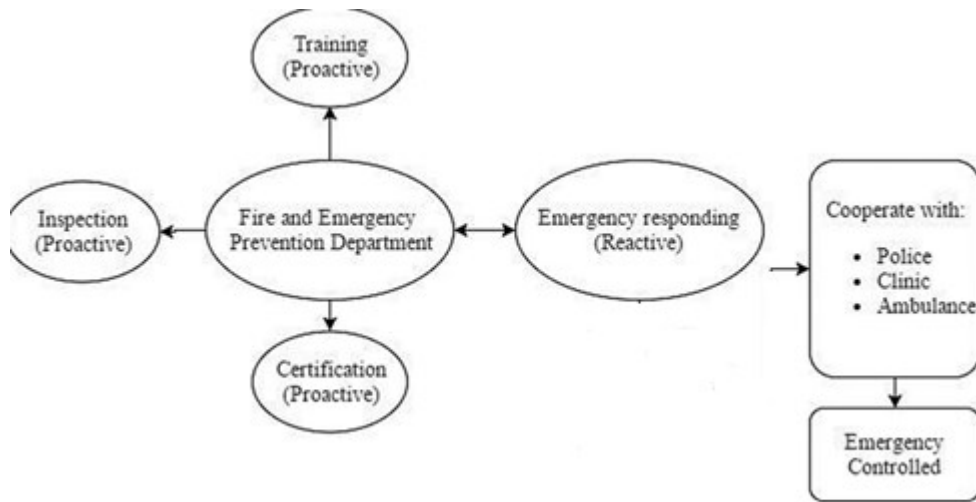 Training
(Proactive)
Inspection
(Proactive)
Fire and Emergency
Prevention Department
Emergency responding
(Reactive)
Cooperate with:
• Police
• Clinic
• Ambulance
Certification
(Proactive)
Emergency
Controlled